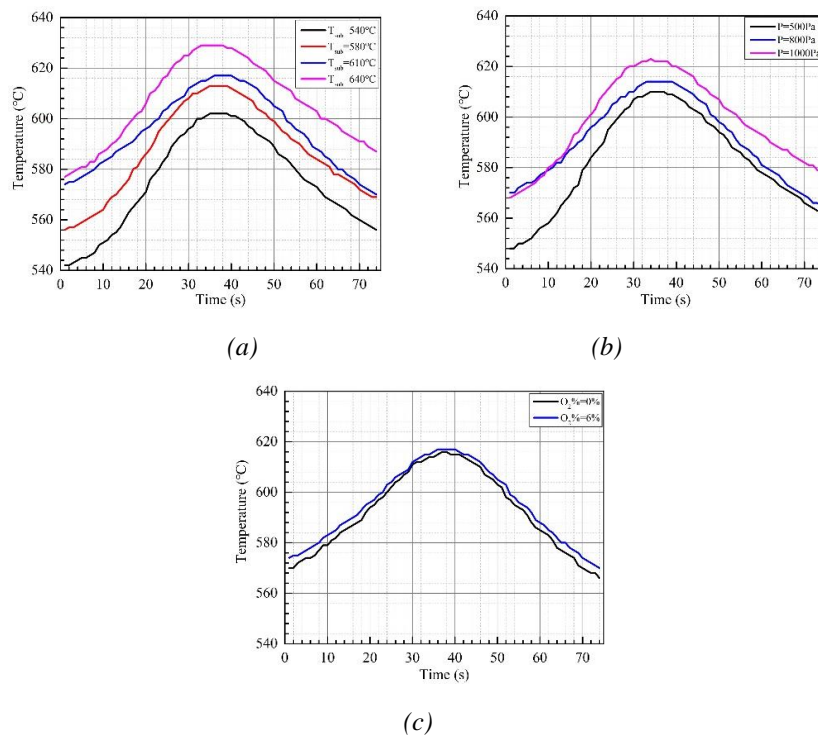 640
620
600
580
560
540
Temperature (℃)
0 10 20 30 40 50 60 70
Time (s)
T_sub 540℃
T_sub=580℃
T_sub=610℃
T_sub 640℃
(a)
640
620
600
580
560
540
Temperature (℃)
0 10 20 30 40 50 60 70
Time (s)
P=500Pa
P=800Pa
P=1000Pa
(b)
640
620
600
580
560
540
Temperature (℃)
0 10 20 30 40 50 60 70
Time (s)
O2%=0%
O2%=6%
(c)